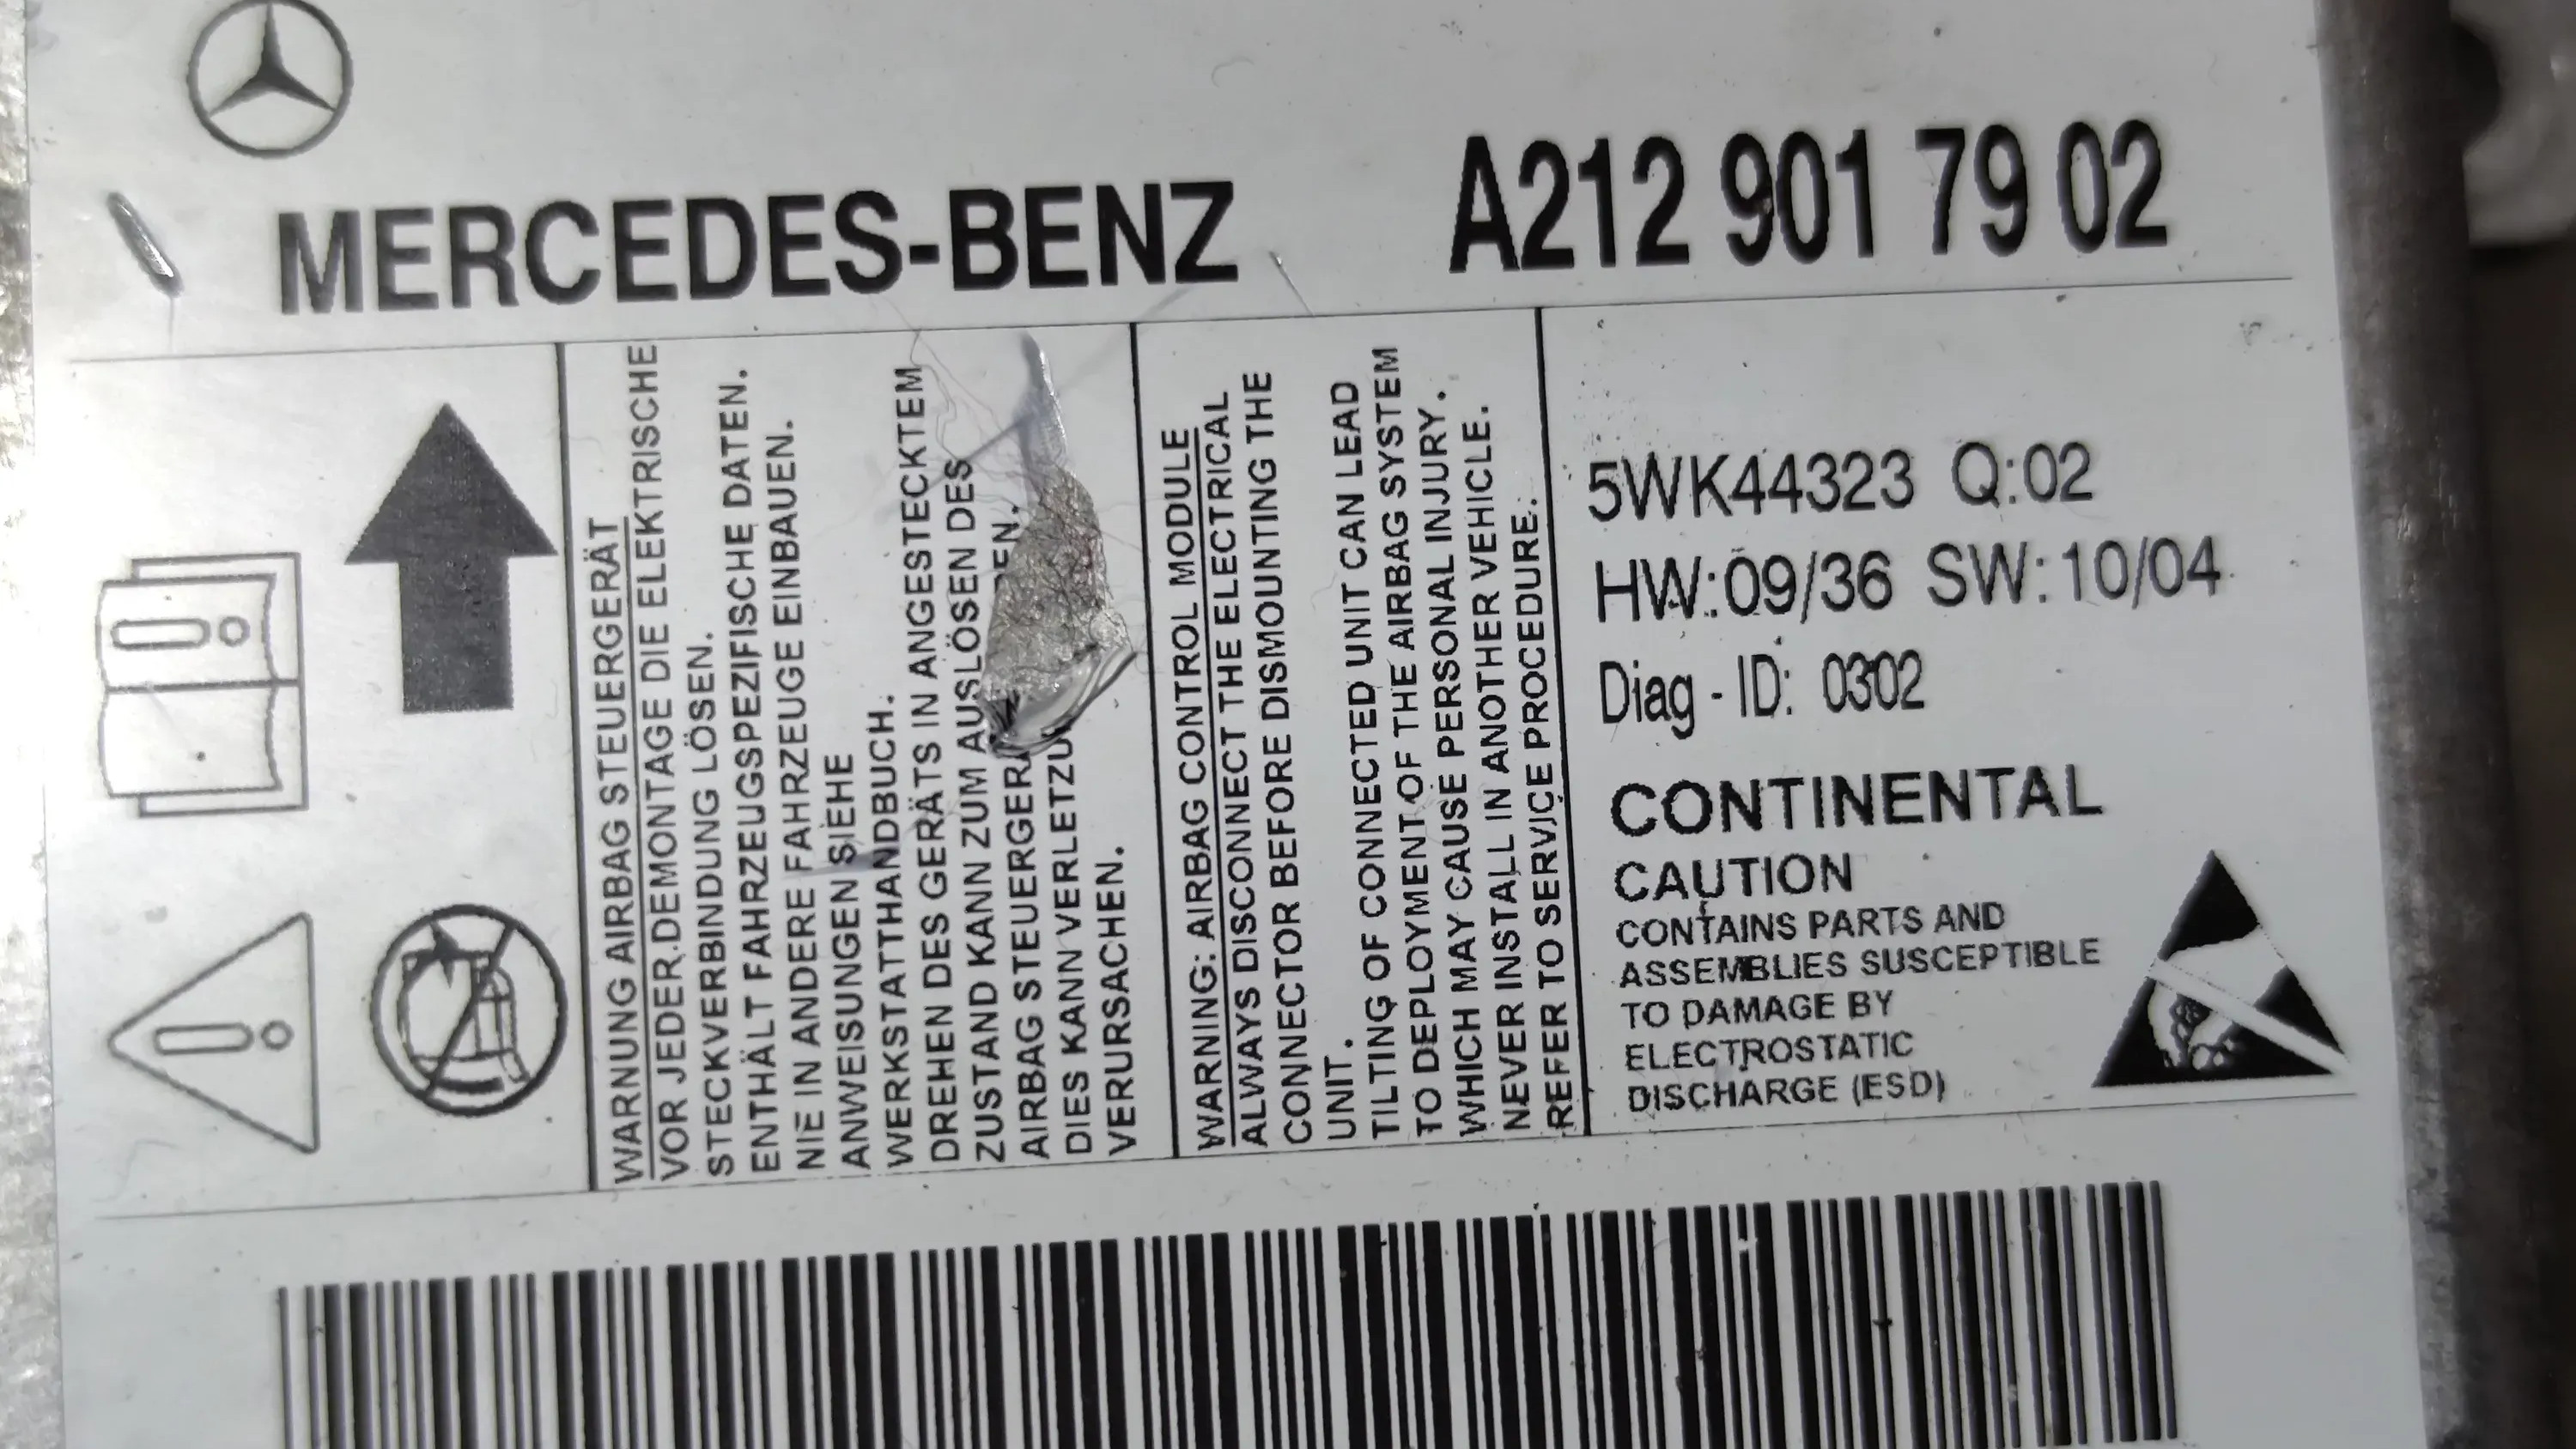 MERCEDES-BENZ
A212 901 79 02
WARNUNG AIRBAG STEUERGERÄT
VOR JEDER DEMONTAGE DIE ELEKTRISCHE
STECKVERBINDUNG LÖSEN.
ENTHÄLT FAHRZEUGSPEZIFISCHE DATEN.
NIE IN ANDERE FAHRZEUGE EINBAUEN.
ANWEISUNGEN SIEHE
WERKSTATTHANDBUCH.
DREHEN DES GERÄTS IN ANGESTECKTEM
ZUSTAND KANN ZUM AUSLÖSEN DES
AIRBAG
DIES KANN
VERURSACHEN.
WARNING: AIRBAG CONTROL MODULE
ALWAYS DISCONNECT THE ELECTRICAL
CONNECTOR BEFORE DISMOUNTING THE
UNIT.
TILTING OF CONNECTED UNIT CAN LEAD
TO DEPLOYMENT OF THE AIRBAG SYSTEM
WHICH MAY CAUSE PERSONAL INJURY.
NEVER INSTALL IN ANOTHER VEHICLE.
REFER TO SERVICE PROCEDURE.
5WK44323 Q:02
HW:09/36 SW:10/04
Diag - ID: 0302
CONTINENTAL
CAUTION
CONTAINS PARTS AND
ASSEMBLIES SUSCEPTIBLE
TO DAMAGE BY
ELECTROSTATIC
DISCHARGE (ESD)